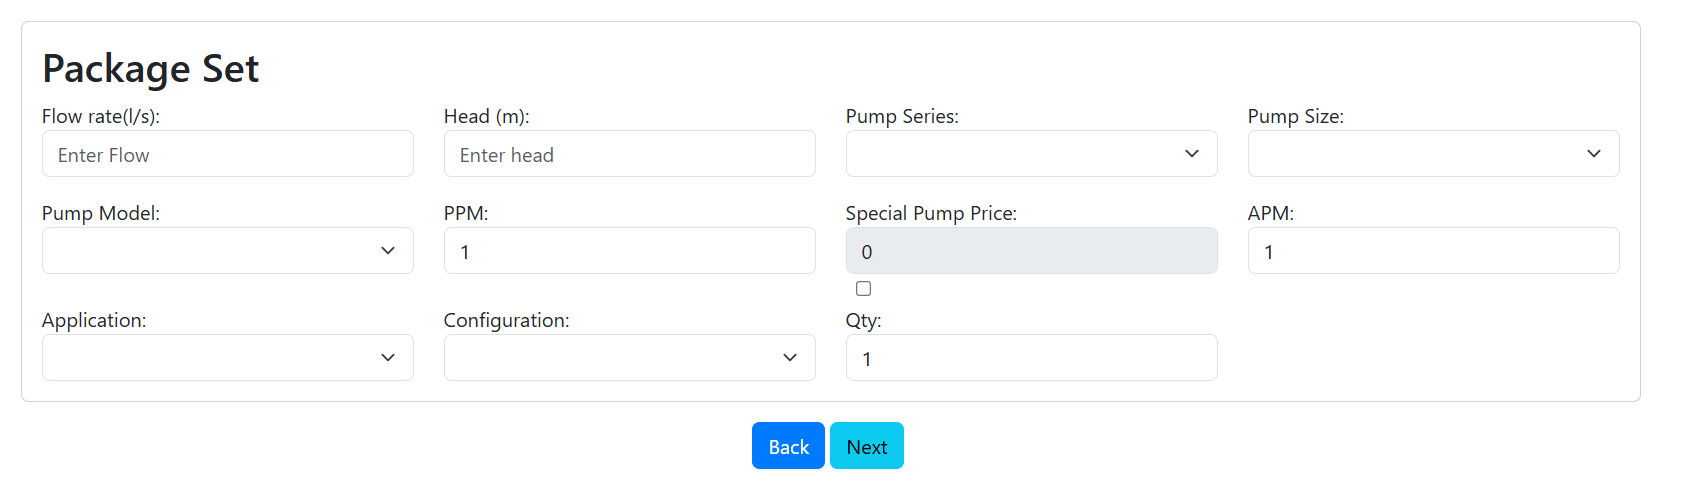 Package Set
Flow rate(l/s): Head (m): Pump Series: Pump Size:
Enter Flow Enter head
Pump Model: PPM: Special Pump Price: APM:
1 0 1
Application: Configuration: Qty:
1
Back Next